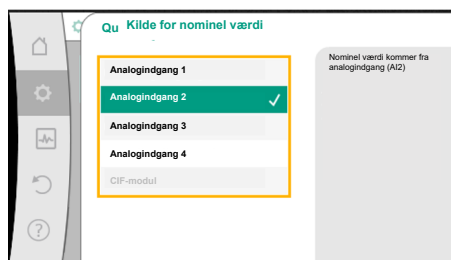 Qu Kilde for nominel værdi
Analogindgang 1
Analogindgang 2
Analogindgang 3
Analogindgang 4
CIF-modul
Nominel værdi kommer fra
analogindgang (AI2)
?